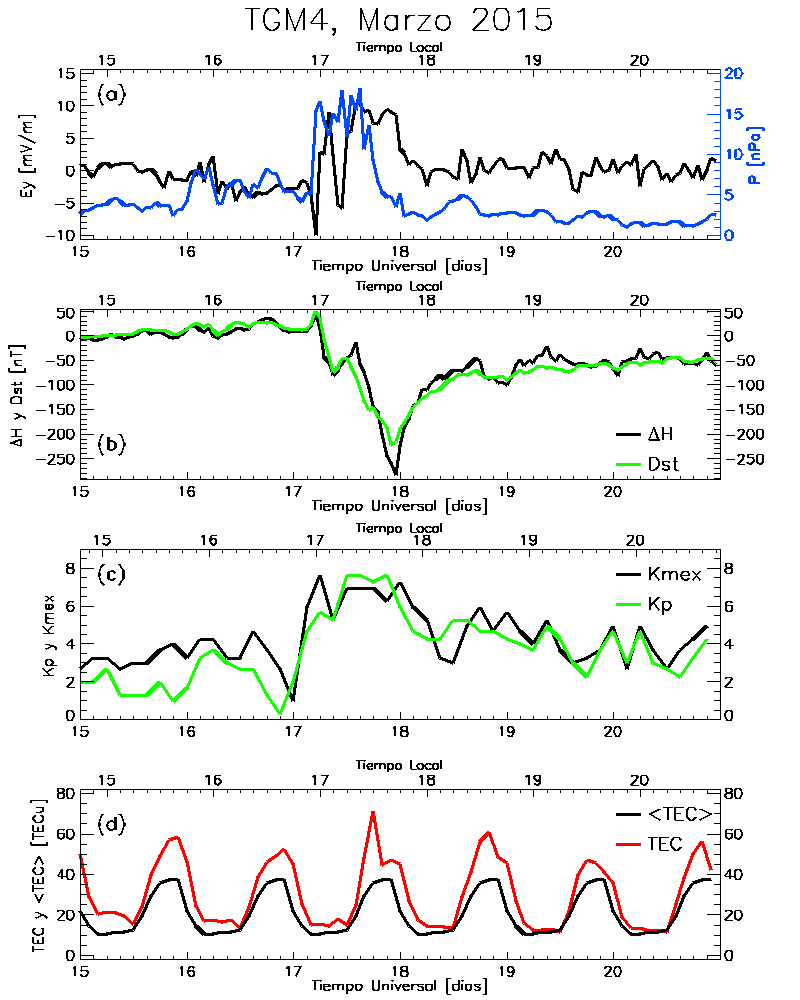 TGM4, Marzo 2015
Tiempo Local
15 16 17 18 19 20
(a)
Ey [mV/m]
15
10
5
0
−5
−10
P [nPa]
20
15
10
5
0
15 16 17 18 19 20
Tiempo Universal [dias]
Tiempo Local
15 16 17 18 19 20
(b)
ΔH y Dst [nT]
50
0
−50
−100
−150
−200
−250
ΔH
Dst
50
0
−50
−100
−150
−200
−250
15 16 17 18 19 20
Tiempo Universal [dias]
Tiempo Local
15 16 17 18 19 20
(c)
Kp y Kmex
8
6
4
2
0
Kmex
Kp
8
6
4
2
0
15 16 17 18 19 20
Tiempo Universal [dias]
Tiempo Local
15 16 17 18 19 20
(d)
TEC y <TEC> [TECu]
80
60
40
20
0
<TEC>
TEC
80
60
40
20
0
15 16 17 18 19 20
Tiempo Universal [dias]